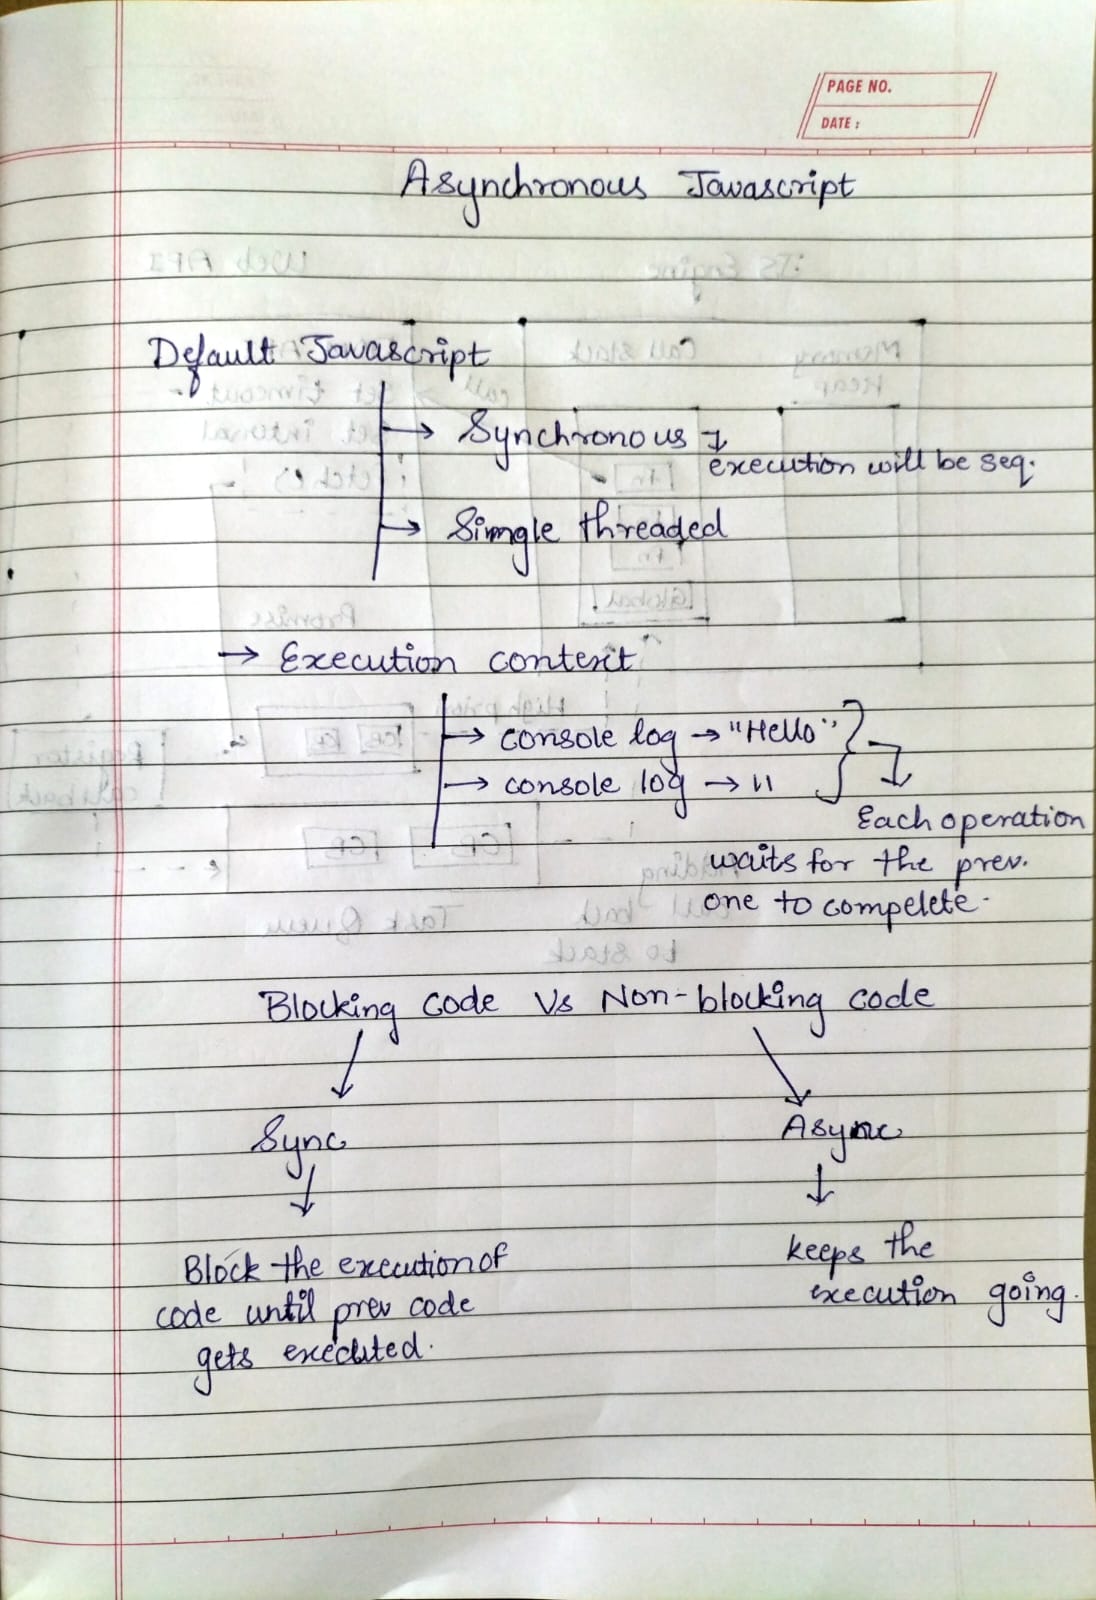 PAGE NO.
DATE :
Asynchronous Javascript
Default Javascript
→ Synchronous ↴
execution will be seq.
→ Single threaded
→ Execution context
→ console log → "Hello"
→ console log → 11
Each operation
waits for the prev.
one to compelete.
Blocking code Vs Non-blocking code
Sync
Async
Block the execution of
code until prev code
gets executed.
keeps the
execution going.